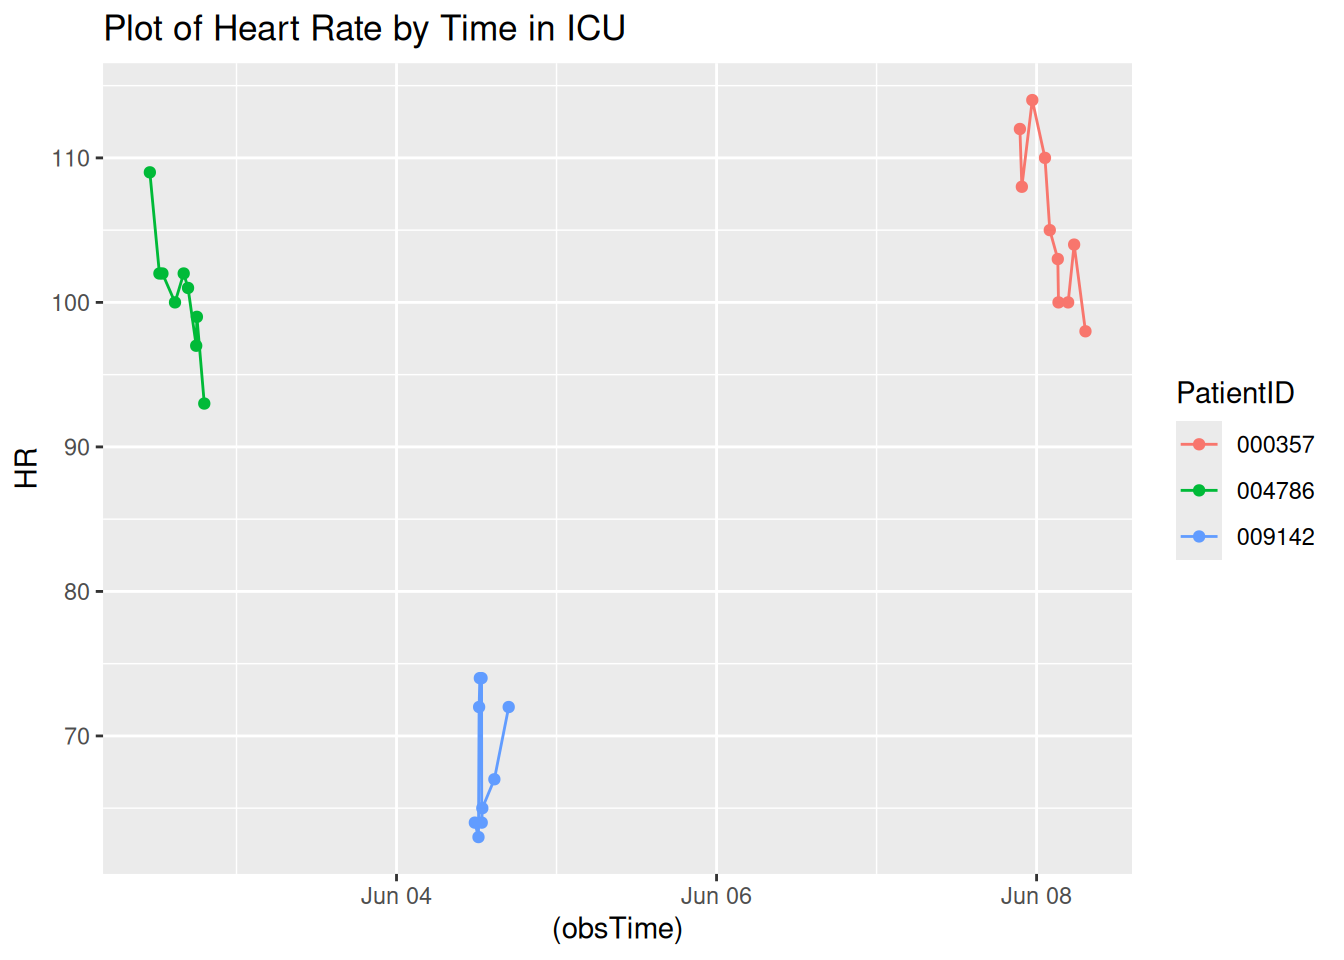 Plot of Heart Rate by Time in ICU
110
100
90
80
70
HR
Jun 04 Jun 06 Jun 08
(obsTime)
PatientID
000357
004786
009142